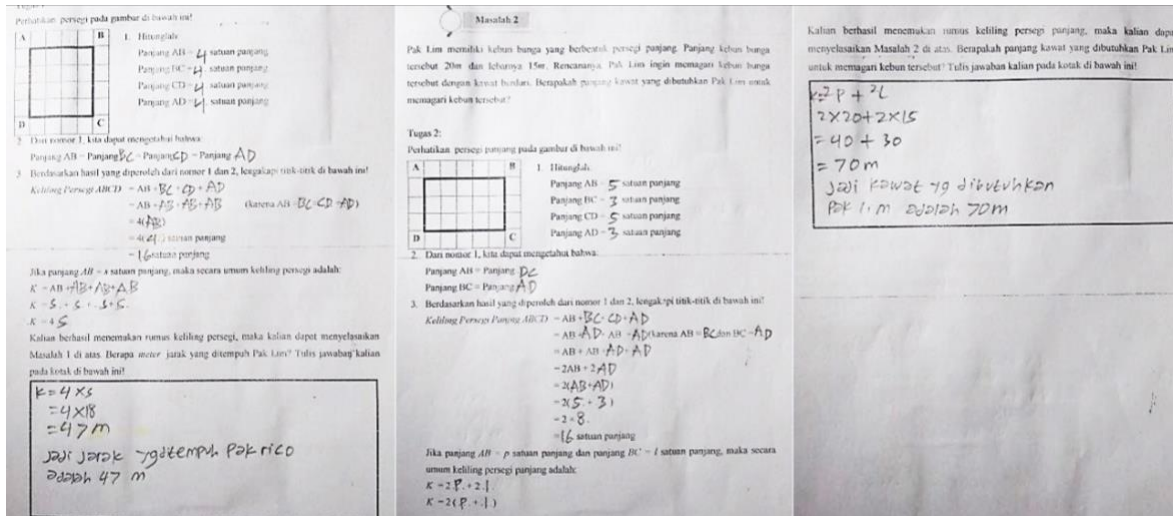 Perhatikan persegi pada gambar di bawah ini!
A B
D C
1. Hitunglah:
Panjang AB = 4 satuan panjang
Panjang BC = 4 satuan panjang
Panjang CD = 4 satuan panjang
Panjang AD = 4 satuan panjang
2. Dari nomor 1, kita dapat mengetahui bahwa:
Panjang AB = Panjang BC = Panjang CD = Panjang AD
3. Berdasarkan hasil yang diperoleh dari nomor 1 dan 2, lengkapi titik-titik di bawah ini!
Keliling Persegi ABCD = AB + BC + CD + AD
= AB + AB + AB + AB (karena AB = BC = CD = AD)
= 4(AB)
= 4(4) satuan panjang
= 16 satuan panjang
Jika panjang AB = s satuan panjang, maka secara umum keliling persegi adalah:
K = AB + AB + AB + AB
K = S + S + S + S
K = 4 S
Kalian berhasil menemukan rumus keliling persegi, maka kalian dapat menyelesaikan
Masalah 1 di atas. Berapa meter jarak yang ditempuh Pak Lim? Tulis jawaban kalian
pada kotak di bawah ini!
K = 4 x s
= 4 x 18
= 47 m
Jadi jarak yg ditempuh Pak rico
adalah 47 m
Masalah 2
Pak Lim memiliki kebun bunga yang berbentuk persegi panjang. Panjang kebun bunga
tersebut 20m dan lebarnya 15m. Rencananya, Pak Lim ingin memagari kebun bunga
tersebut dengan kawat berduri. Berapakah panjang kawat yang dibutuhkan Pak Lim untuk
memagari kebun tersebut?
Tugas 2:
Perhatikan persegi panjang pada gambar di bawah ini!
A B
D C
1. Hitunglah:
Panjang AB = 5 satuan panjang
Panjang BC = 3 satuan panjang
Panjang CD = 5 satuan panjang
Panjang AD = 3 satuan panjang
2. Dari nomor 1, kita dapat mengetahui bahwa:
Panjang AB = Panjang DC
Panjang BC = Panjang AD
3. Berdasarkan hasil yang diperoleh dari nomor 1 dan 2, lengkapi titik-titik di bawah ini!
Keliling Persegi Panjang ABCD = AB + BC + CD + AD
= AB + AD + AB + AD (karena AB = BC dan BC = AD
= AB + AB + AD + AD
= 2AB + 2 AD
= 2(AB + AD)
= 2(5 + 3)
= 2 × 8
= 16 satuan panjang
Jika panjang AB = p satuan panjang dan panjang BC = l satuan panjang, maka secara
umum keliling persegi panjang adalah:
K = 2 P + 2 l
K = 2(P + l)
Kalian berhasil menemukan rumus keliling persegi panjang, maka kalian dapa
menyelesaikan Masalah 2 di atas. Berapakah panjang kawat yang dibutuhkan Pak Lim
untuk memagari kebun tersebut? Tulis jawaban kalian pada kotak di bawah ini!
K = 2P + 2L
2 x 20 + 2 x 15
= 40 + 30
= 70 m
Jadi kawat yg dibutuhkan
Pak lim adalah 70m